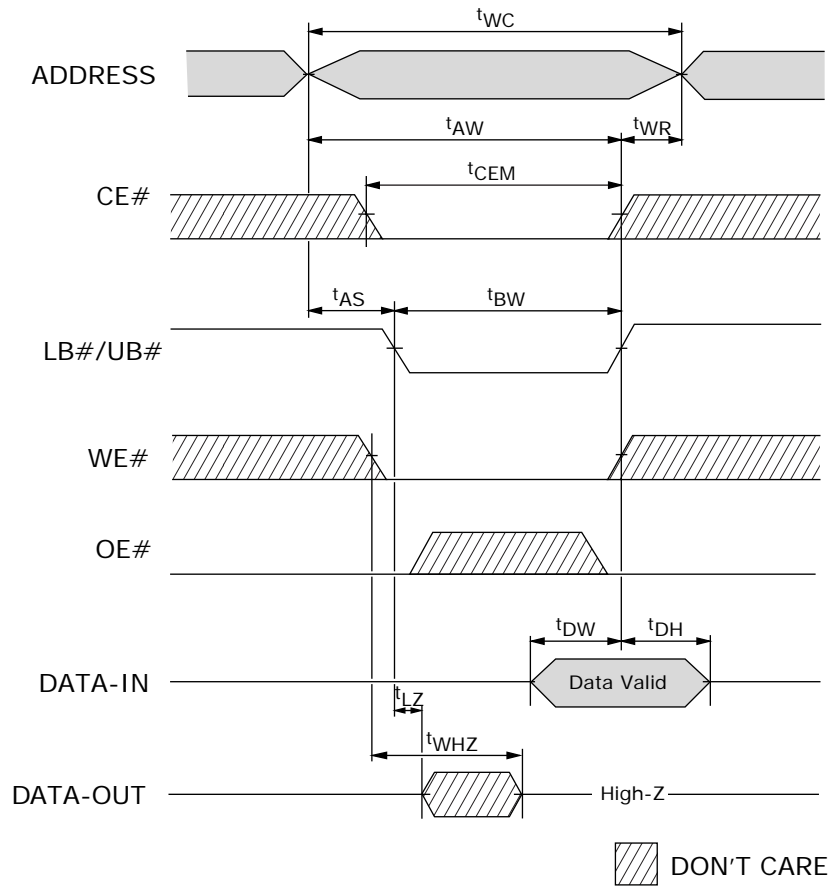 tWC
ADDRESS
tAW
tWR
tCEM
CE#
tAS
tBW
LB#/UB#
WE#
OE#
tDW
tDH
DATA-IN
Data Valid
tLZ
tWHZ
DATA-OUT
High-Z
DON'T CARE